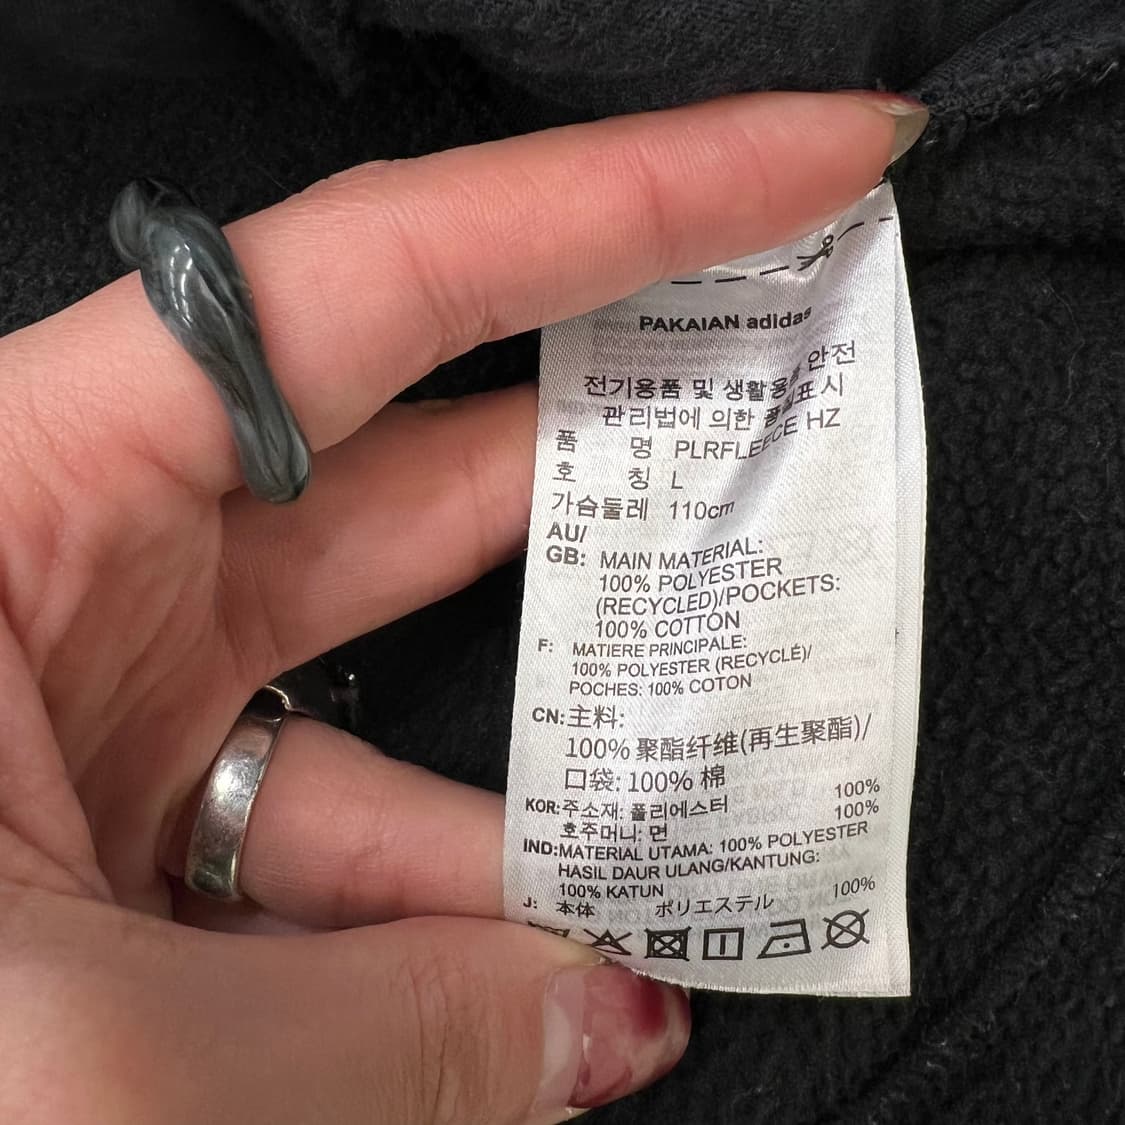 PAKAIAN adidas
안전
전기용품 및 생활용품
관리법에 의한 품질표시
품 명 PLRFLEECE HZ
호 칭 L
가슴둘레 110cm
AU/
GB: MAIN MATERIAL:
100% POLYESTER
(RECYCLED)/POCKETS:
100% COTTON
F: MATIERE PRINCIPALE:
100% POLYESTER (RECYCLÉ)/
POCHES: 100% COTON
CN: 主料:
100% 聚酯纤维(再生聚酯)/
口袋: 100% 棉
KOR: 주소재: 폴리에스터 100%
호주머니: 면 100%
IND: MATERIAL UTAMA: 100% POLYESTER
HASIL DAUR ULANG/KANTUNG:
100% KATUN
J: 本体 ポリエステル 100%